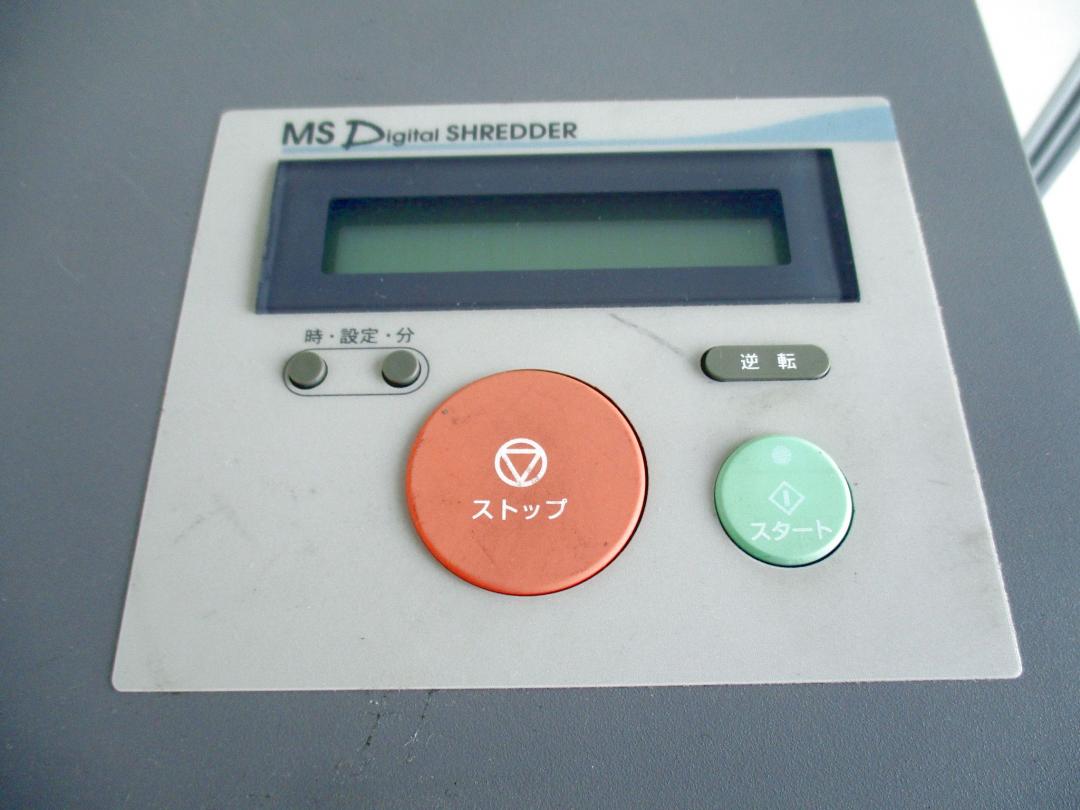 MS Digital SHREDDER
時・設定・分
逆 転
ストップ
スタート